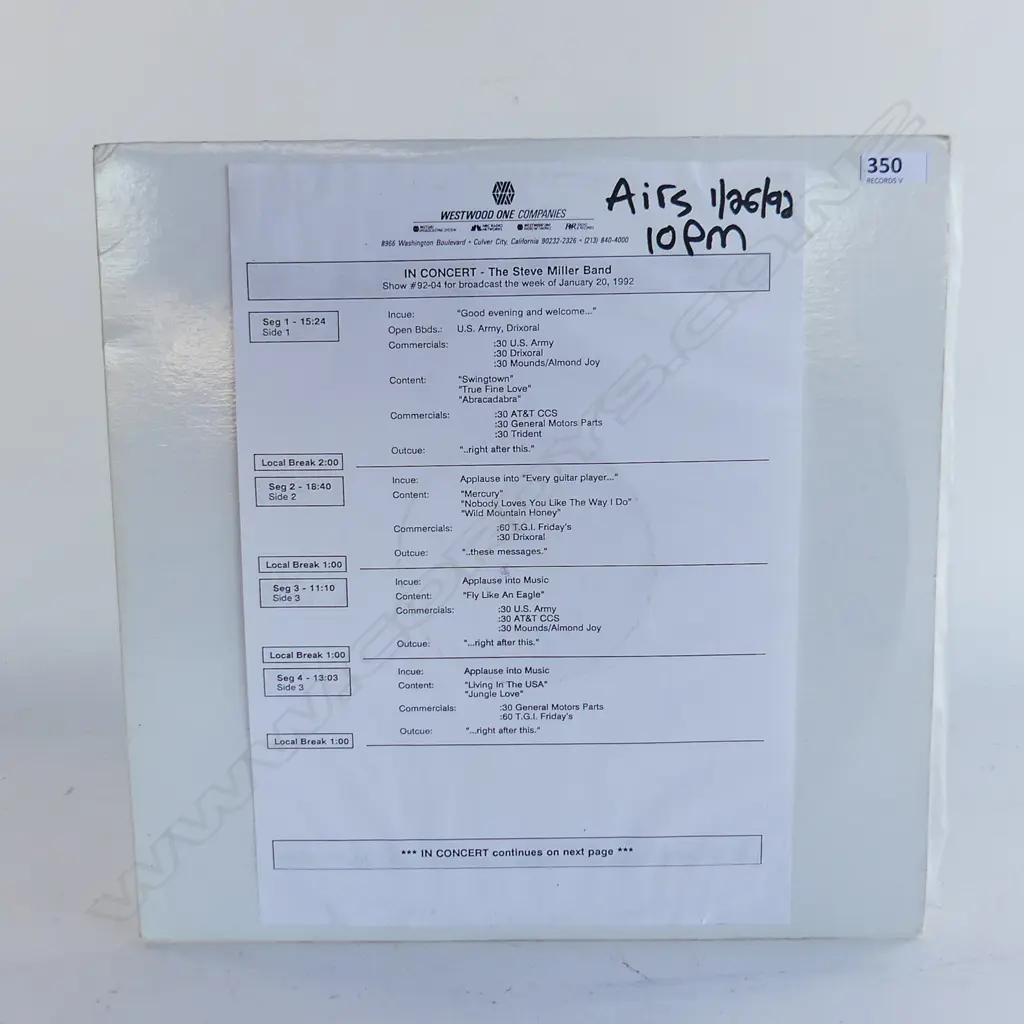 350
RECORDS V
Airs 1/26/92
10PM
WESTWOOD ONE COMPANIES
8966 Washington Boulevard • Culver City, California 90232-2326 • (213) 840-4000
IN CONCERT - The Steve Miller Band
Show #92-04 for broadcast the week of January 20, 1992
Seg 1 - 15:24
Side 1
Incue: "Good evening and welcome..."
Open Bbds.: U.S. Army, Drixoral
Commercials: :30 U.S. Army
:30 Drixoral
:30 Mounds/Almond Joy
Content: "Swingtown"
"True Fine Love"
"Abracadabra"
Commercials: :30 AT&T CCS
:30 General Motors Parts
:30 Trident
Outcue: "..right after this."
Local Break 2:00
Seg 2 - 18:40
Side 2
Incue: Applause into "Every guitar player..."
Content: "Mercury"
"Nobody Loves You Like The Way I Do"
"Wild Mountain Honey"
Commercials: :60 T.G.I. Friday's
:30 Drixoral
Outcue: "..these messages."
Local Break 1:00
Seg 3 - 11:10
Side 3
Incue: Applause into Music
Content: "Fly Like An Eagle"
Commercials: :30 U.S. Army
:30 AT&T CCS
:30 Mounds/Almond Joy
Outcue: "...right after this."
Local Break 1:00
Seg 4 - 13:03
Side 3
Incue: Applause into Music
Content: "Living In The USA"
"Jungle Love"
Commercials: :30 General Motors Parts
:60 T.G.I. Friday's
Outcue: "...right after this."
Local Break 1:00
*** IN CONCERT continues on next page ***